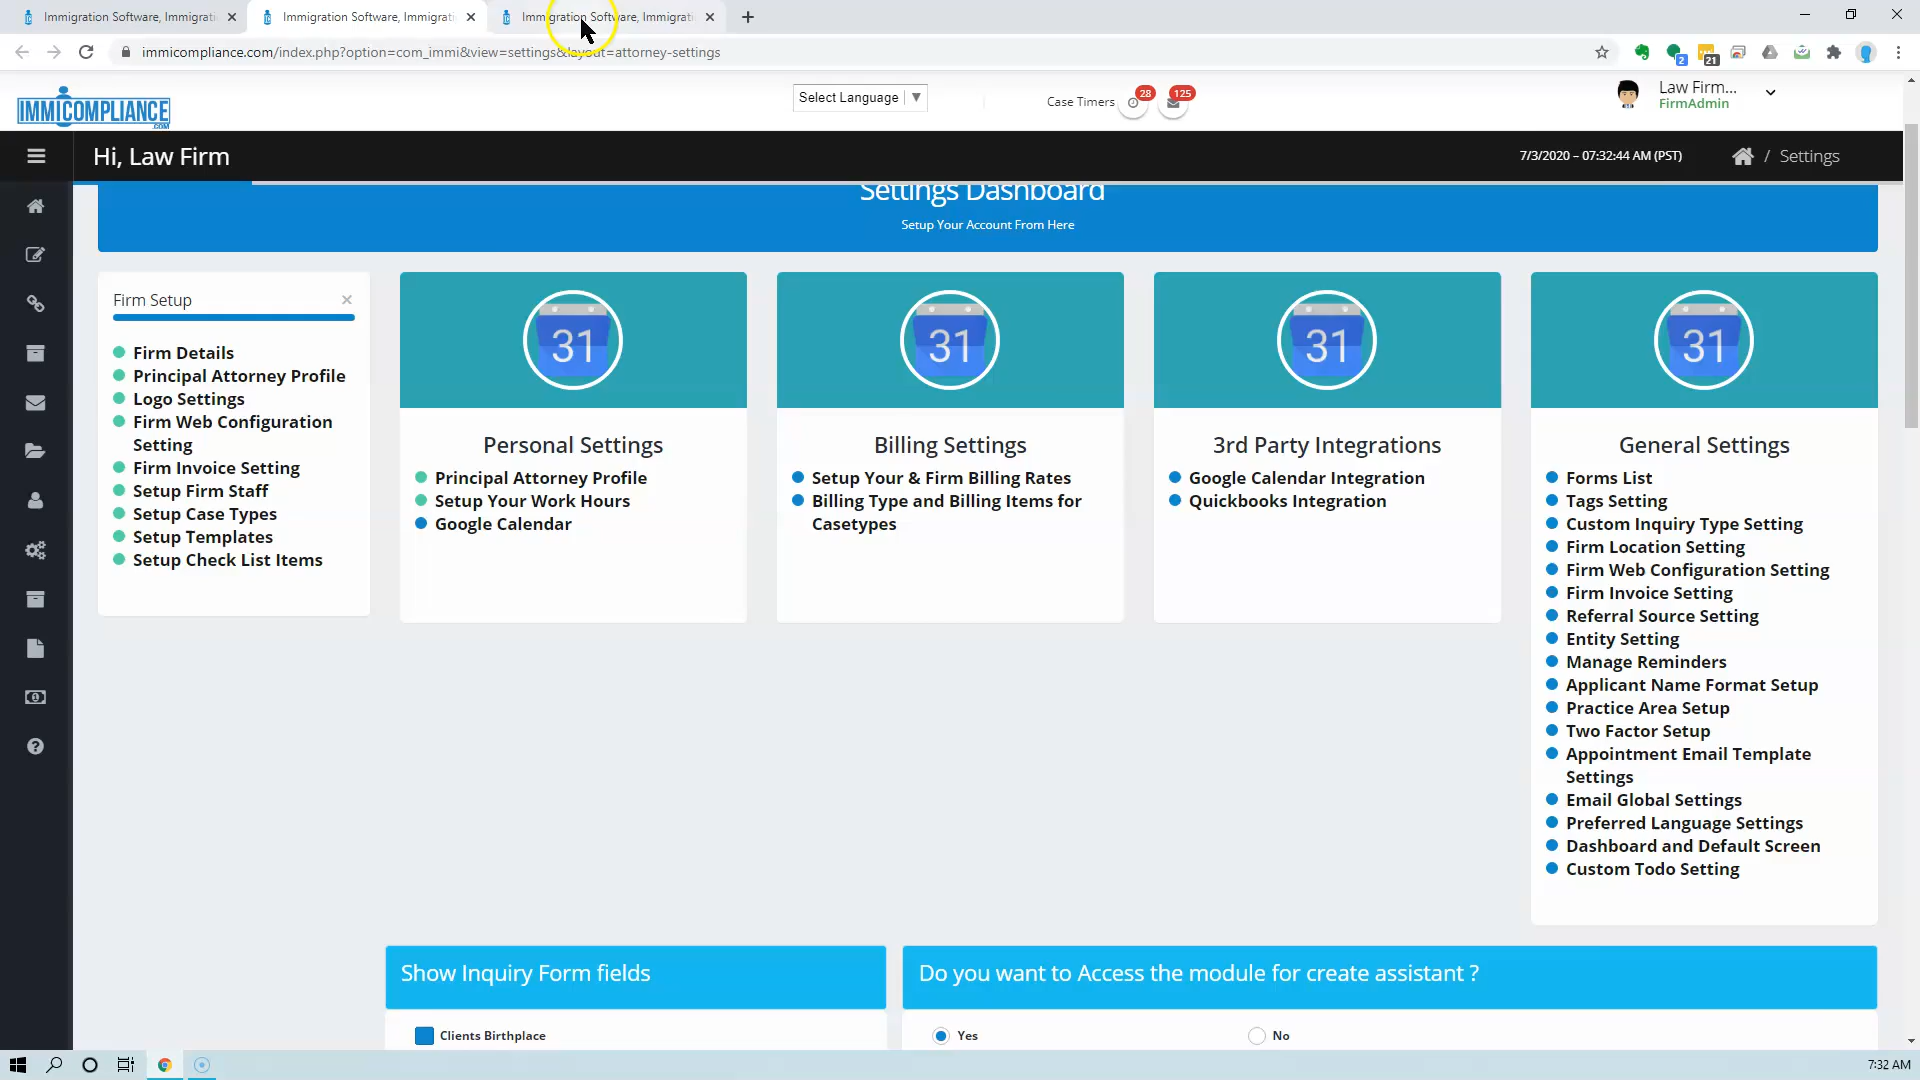 Immigration Software, Immigrati
Immigration Software, Immigrati
Immigration Software, Immigrati
immicompliance.com/index.php?option=com_immi&view=settings&layout=attorney-settings
2
21
IMMICOMPLIANCE
.COM
Select Language ▼
Case Timers
28
125
Law Firm...
FirmAdmin
Hi, Law Firm
7/3/2020 – 07:32:44 AM (PST)
/ Settings
Settings Dashboard
Setup Your Account From Here
Firm Setup
Firm Details
Principal Attorney Profile
Logo Settings
Firm Web Configuration
Setting
Firm Invoice Setting
Setup Firm Staff
Setup Case Types
Setup Templates
Setup Check List Items
31
Personal Settings
Principal Attorney Profile
Setup Your Work Hours
Google Calendar
31
Billing Settings
Setup Your & Firm Billing Rates
Billing Type and Billing Items for
Casetypes
31
3rd Party Integrations
Google Calendar Integration
Quickbooks Integration
31
General Settings
Forms List
Tags Setting
Custom Inquiry Type Setting
Firm Location Setting
Firm Web Configuration Setting
Firm Invoice Setting
Referral Source Setting
Entity Setting
Manage Reminders
Applicant Name Format Setup
Practice Area Setup
Two Factor Setup
Appointment Email Template
Settings
Email Global Settings
Preferred Language Settings
Dashboard and Default Screen
Custom Todo Setting
Show Inquiry Form fields
Clients Birthplace
Do you want to Access the module for create assistant ?
Yes
No
7:32 AM